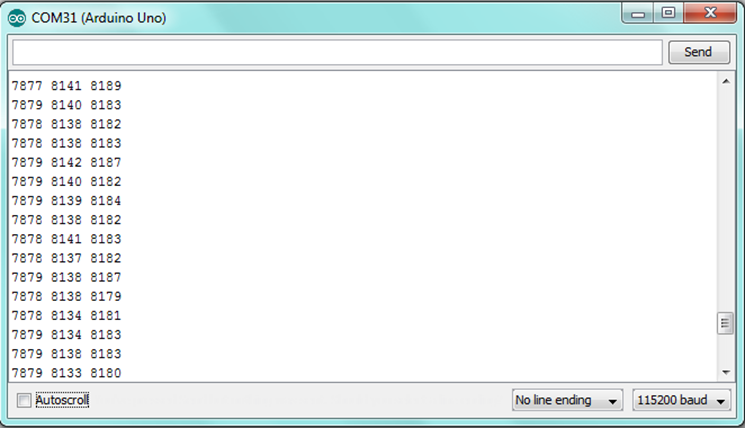 COM31 (Arduino Uno)
Send
7877 8141 8189
7879 8140 8183
7878 8138 8182
7878 8138 8183
7879 8142 8187
7879 8140 8182
7879 8139 8184
7878 8138 8182
7878 8141 8183
7878 8137 8182
7879 8138 8187
7878 8138 8179
7878 8134 8181
7879 8134 8183
7879 8138 8183
7879 8133 8180
Autoscroll
No line ending
115200 baud